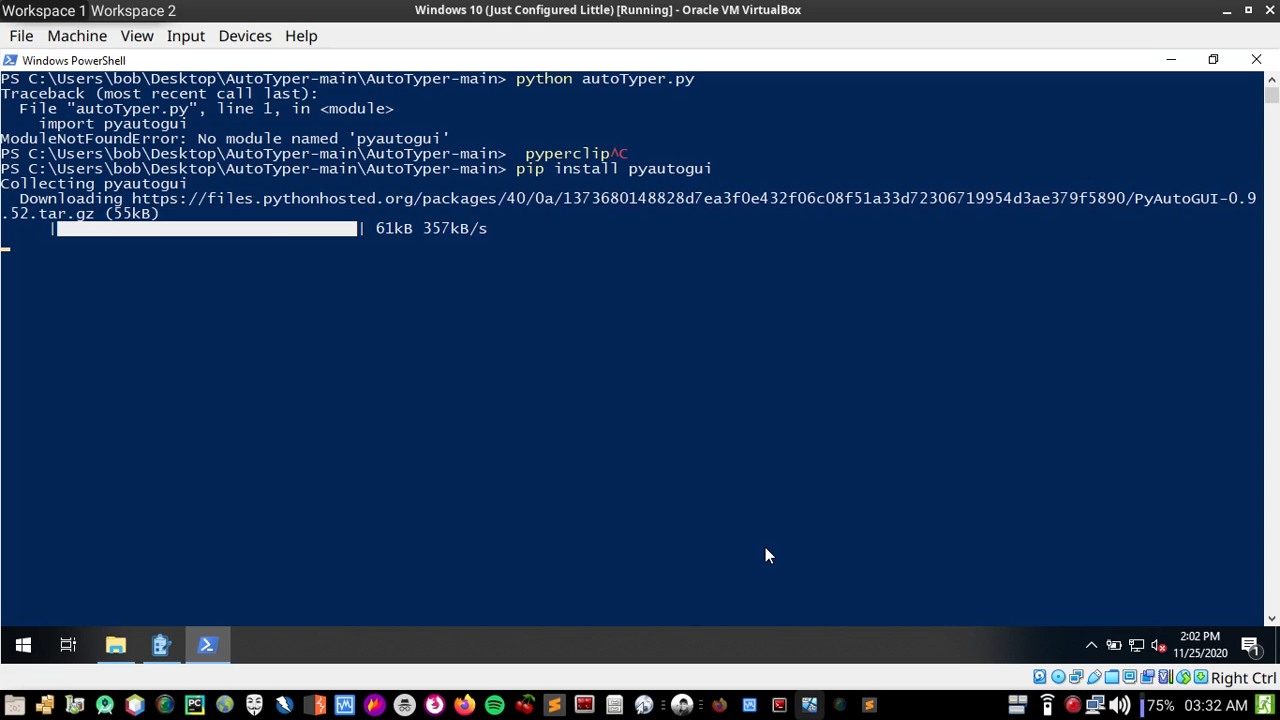 Workspace 1 Workspace 2 Windows 10 (Just Configured Little) [Running] - Oracle VM VirtualBox
File Machine View Input Devices Help
Windows PowerShell
PS C:\Users\bob\Desktop\AutoTyper-main\AutoTyper-main> python autoTyper.py
Traceback (most recent call last):
File "autoTyper.py", line 1, in <module>
import pyautogui
ModuleNotFoundError: No module named 'pyautogui'
PS C:\Users\bob\Desktop\AutoTyper-main\AutoTyper-main> pyperclip^C
PS C:\Users\bob\Desktop\AutoTyper-main\AutoTyper-main> pip install pyautogui
Collecting pyautogui
Downloading https://files.pythonhosted.org/packages/40/0a/1373680148828d7ea3f0e432f06c08f51a33d72306719954d3ae379f5890/PyAutoGUI-0.9
.52.tar.gz (55kB)
| | 61kB 357kB/s
2:02 PM
11/25/2020
Right Ctrl
75% 03:32 AM